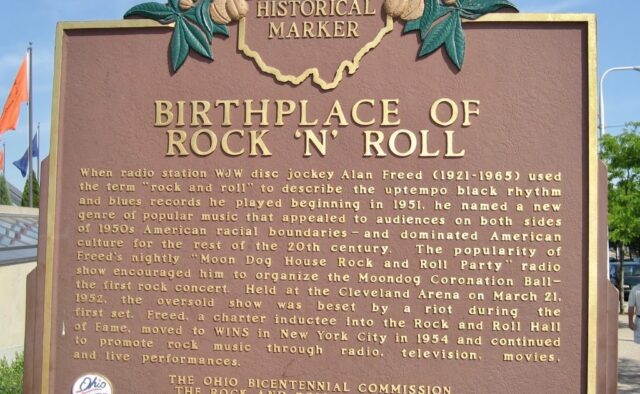 HISTORICAL
MARKER
BIRTHPLACE OF
ROCK 'N' ROLL
When radio station WJW disc jockey Alan Freed (1921-1965) used
the term "rock and roll" to describe the uptempo black rhythm
and blues records he played beginning in 1951, he named a new
genre of popular music that appealed to audiences on both sides
of 1950s American racial boundaries—and dominated American
culture for the rest of the 20th century. The popularity of
Freed's nightly "Moon Dog House Rock and Roll Party" radio
show encouraged him to organize the Moondog Coronation Ball—
the first rock concert. Held at the Cleveland Arena on March 21,
1952, the oversold show was beset by a riot during the
first set. Freed, a charter inductee into the Rock and Roll Hall
of Fame, moved to WINS in New York City in 1954 and continued
to promote rock music through radio, television, movies,
and live performances.
Ohio
THE OHIO BICENTENNIAL COMMISSION
THE ROCK AND